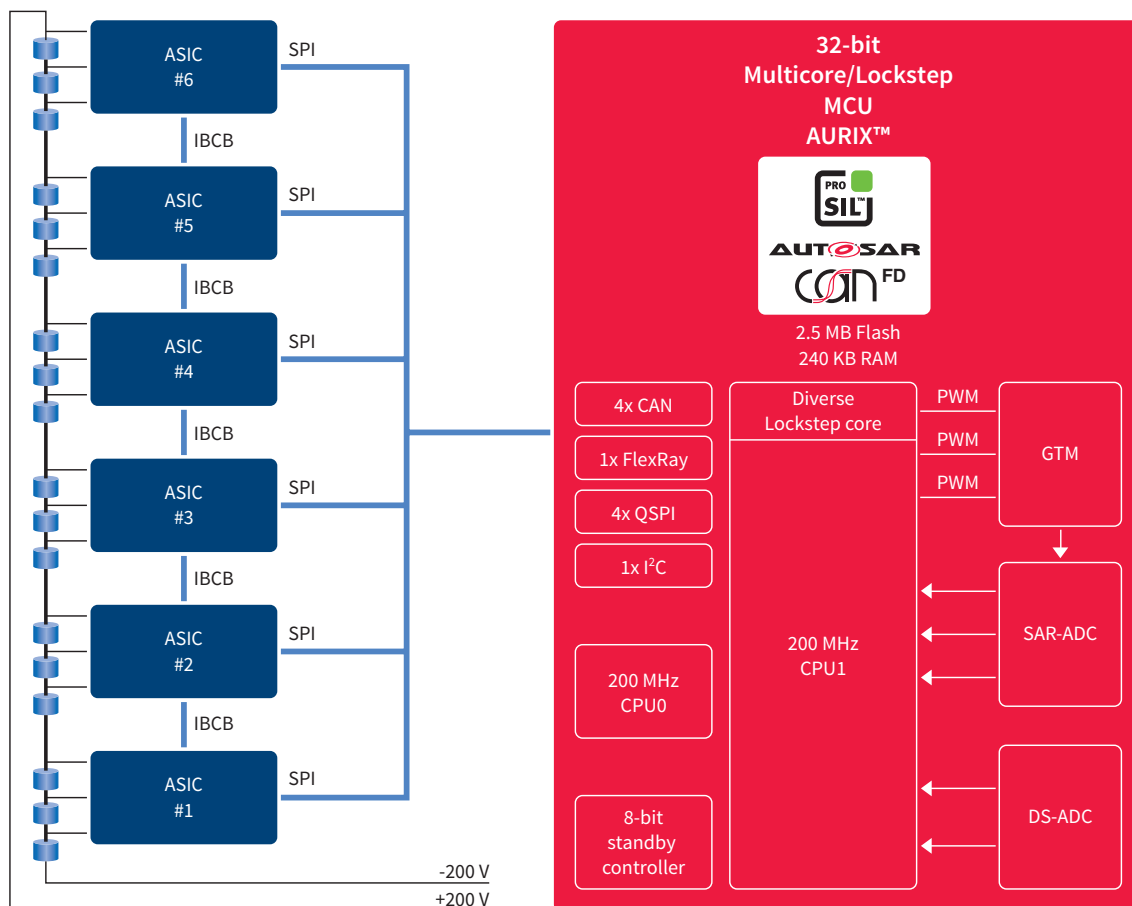 ASIC
#6
SPI
IBCB
ASIC
#5
SPI
IBCB
ASIC
#4
SPI
IBCB
ASIC
#3
SPI
IBCB
ASIC
#2
SPI
IBCB
ASIC
#1
SPI
-200 V
+200 V
32-bit
Multicore/Lockstep
MCU
AURIX™
PRO
SIL™
AUTOSAR
CAN FD
2.5 MB Flash
240 KB RAM
4x CAN
1x FlexRay
4x QSPI
1x I²C
200 MHz
CPU0
8-bit
standby
controller
Diverse
Lockstep core
200 MHz
CPU1
PWM
PWM
PWM
GTM
SAR-ADC
DS-ADC